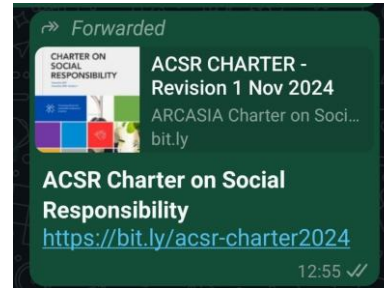 Forwarded
CHARTER ON
SOCIAL
RESPONSIBILITY
ACSR CHARTER -
Revision 1 Nov 2024
ARCASIA Charter on Soci...
bit.ly
ACSR Charter on Social
Responsibility
https://bit.ly/acsr-charter2024
12:55